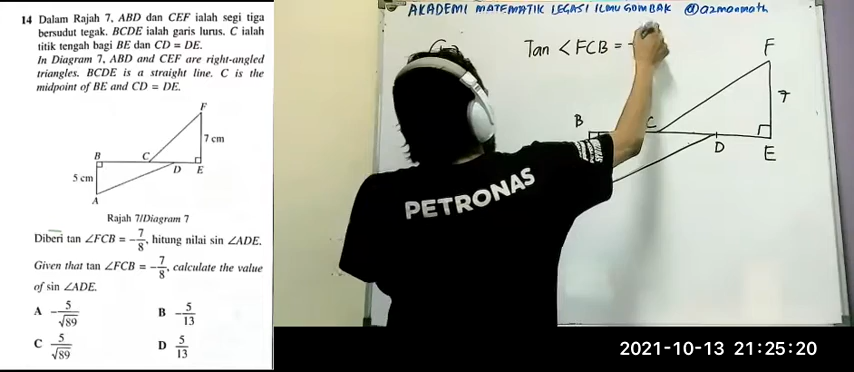 14 Dalam Rajah 7, ABD dan CEF ialah segi tiga
bersudut tegak. BCDE ialah garis lurus. C ialah
titik tengah bagi BE dan CD = DE.
In Diagram 7, ABD and CEF are right-angled
triangles. BCDE is a straight line. C is the
midpoint of BE and CD = DE.
F
7 cm
B C D E
5 cm
A
Rajah 7/Diagram 7
Diberi tan ∠FCB = -7/8, hitung nilai sin ∠ADE.
Given that tan ∠FCB = -7/8, calculate the value
of sin ∠ADE.
A -5/√89 B -5/13
C 5/√89 D 5/13
AKADEMI MATEMATIK LEGASI ILMU GOMBAK @azmanmath
Tan ∠FCB = -
F
7
B C D E
PETRONAS
2021-10-13 21:25:20